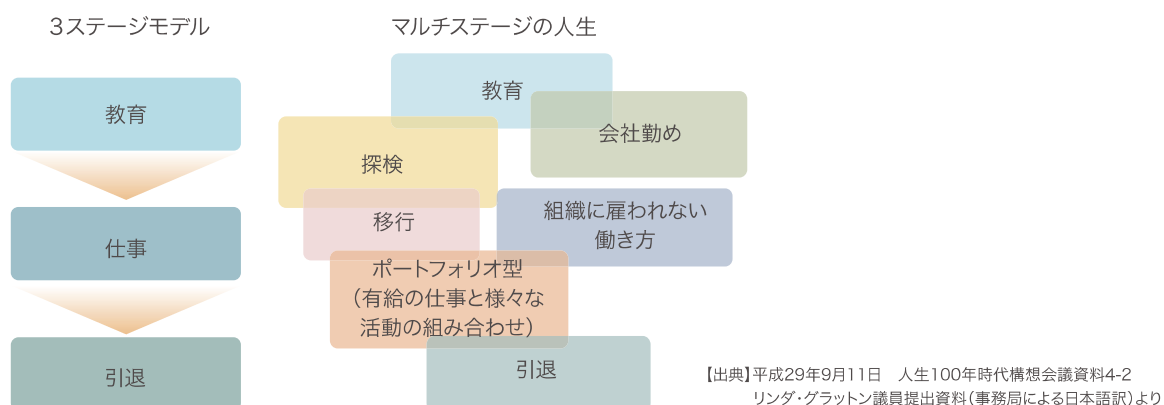 3ステージモデル
教育
仕事
引退
マルチステージの人生
教育
会社勤め
探検
移行
組織に雇われない
働き方
ポートフォリオ型
（有給の仕事と様々な
活動の組み合わせ）
引退
【出典】平成29年9月11日　人生100年時代構想会議資料4-2
リンダ・グラットン議員提出資料（事務局による日本語訳）より